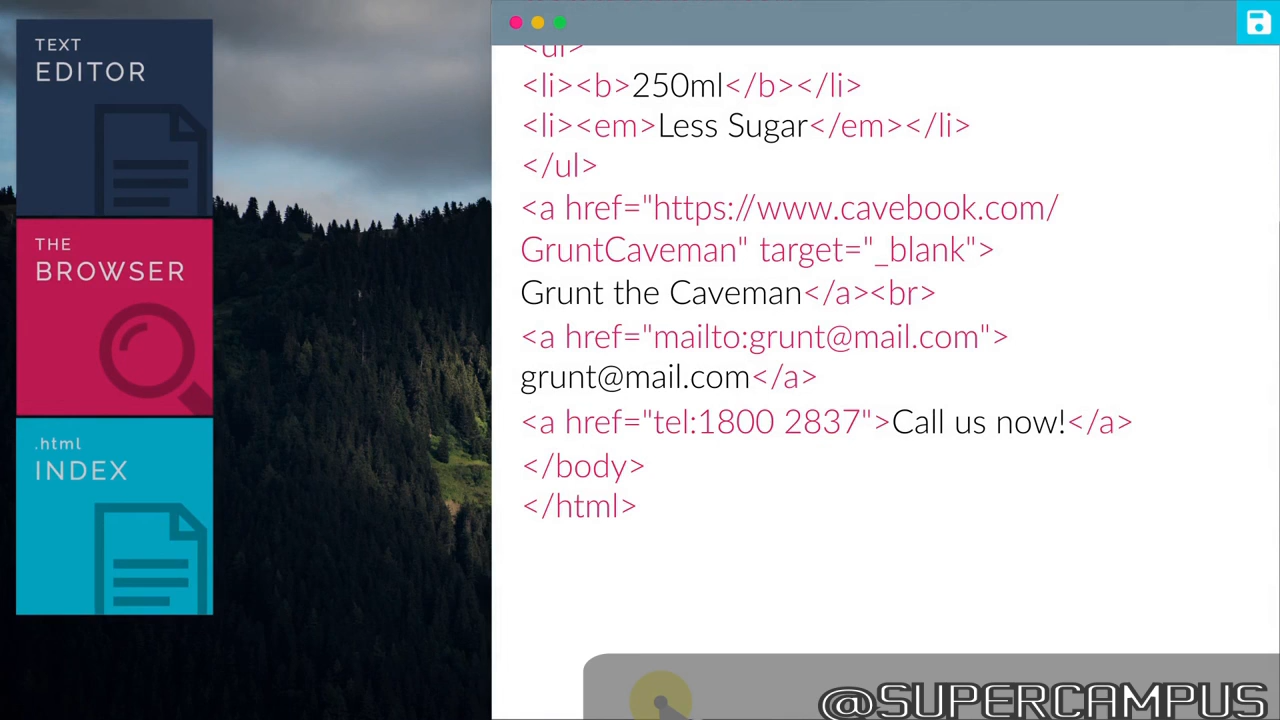 TEXT
EDITOR
THE
BROWSER
.html
INDEX
<ul>
<li><b>250ml</b></li>
<li><em>Less Sugar</em></li>
</ul>
<a href="https://www.cavebook.com/
GruntCaveman" target="_blank">
Grunt the Caveman</a><br>
<a href="mailto:grunt@mail.com">
grunt@mail.com</a>
<a href="tel:1800 2837">Call us now!</a>
</body>
</html>
@SUPERCAMPUS